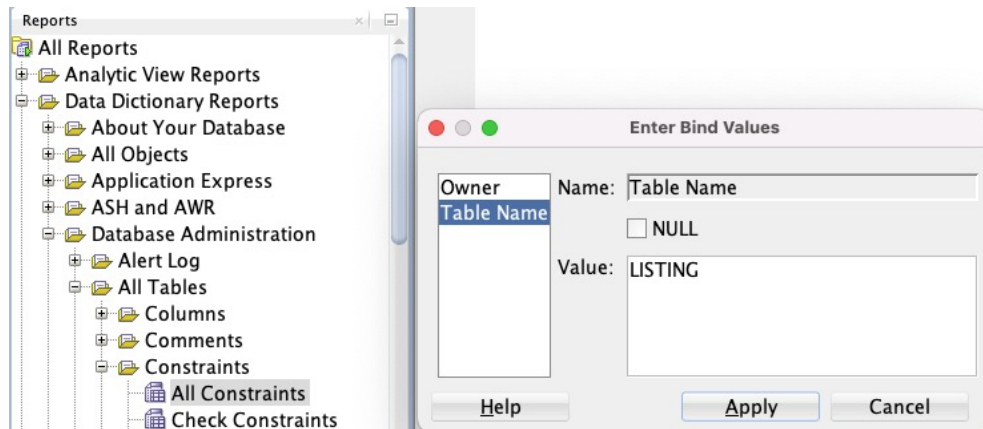 Reports
All Reports
Analytic View Reports
Data Dictionary Reports
About Your Database
All Objects
Application Express
ASH and AWR
Database Administration
Alert Log
All Tables
Columns
Comments
Constraints
All Constraints
Check Constraints
Enter Bind Values
Owner
Table Name
Name: Table Name
NULL
Value: LISTING
Help
Apply
Cancel